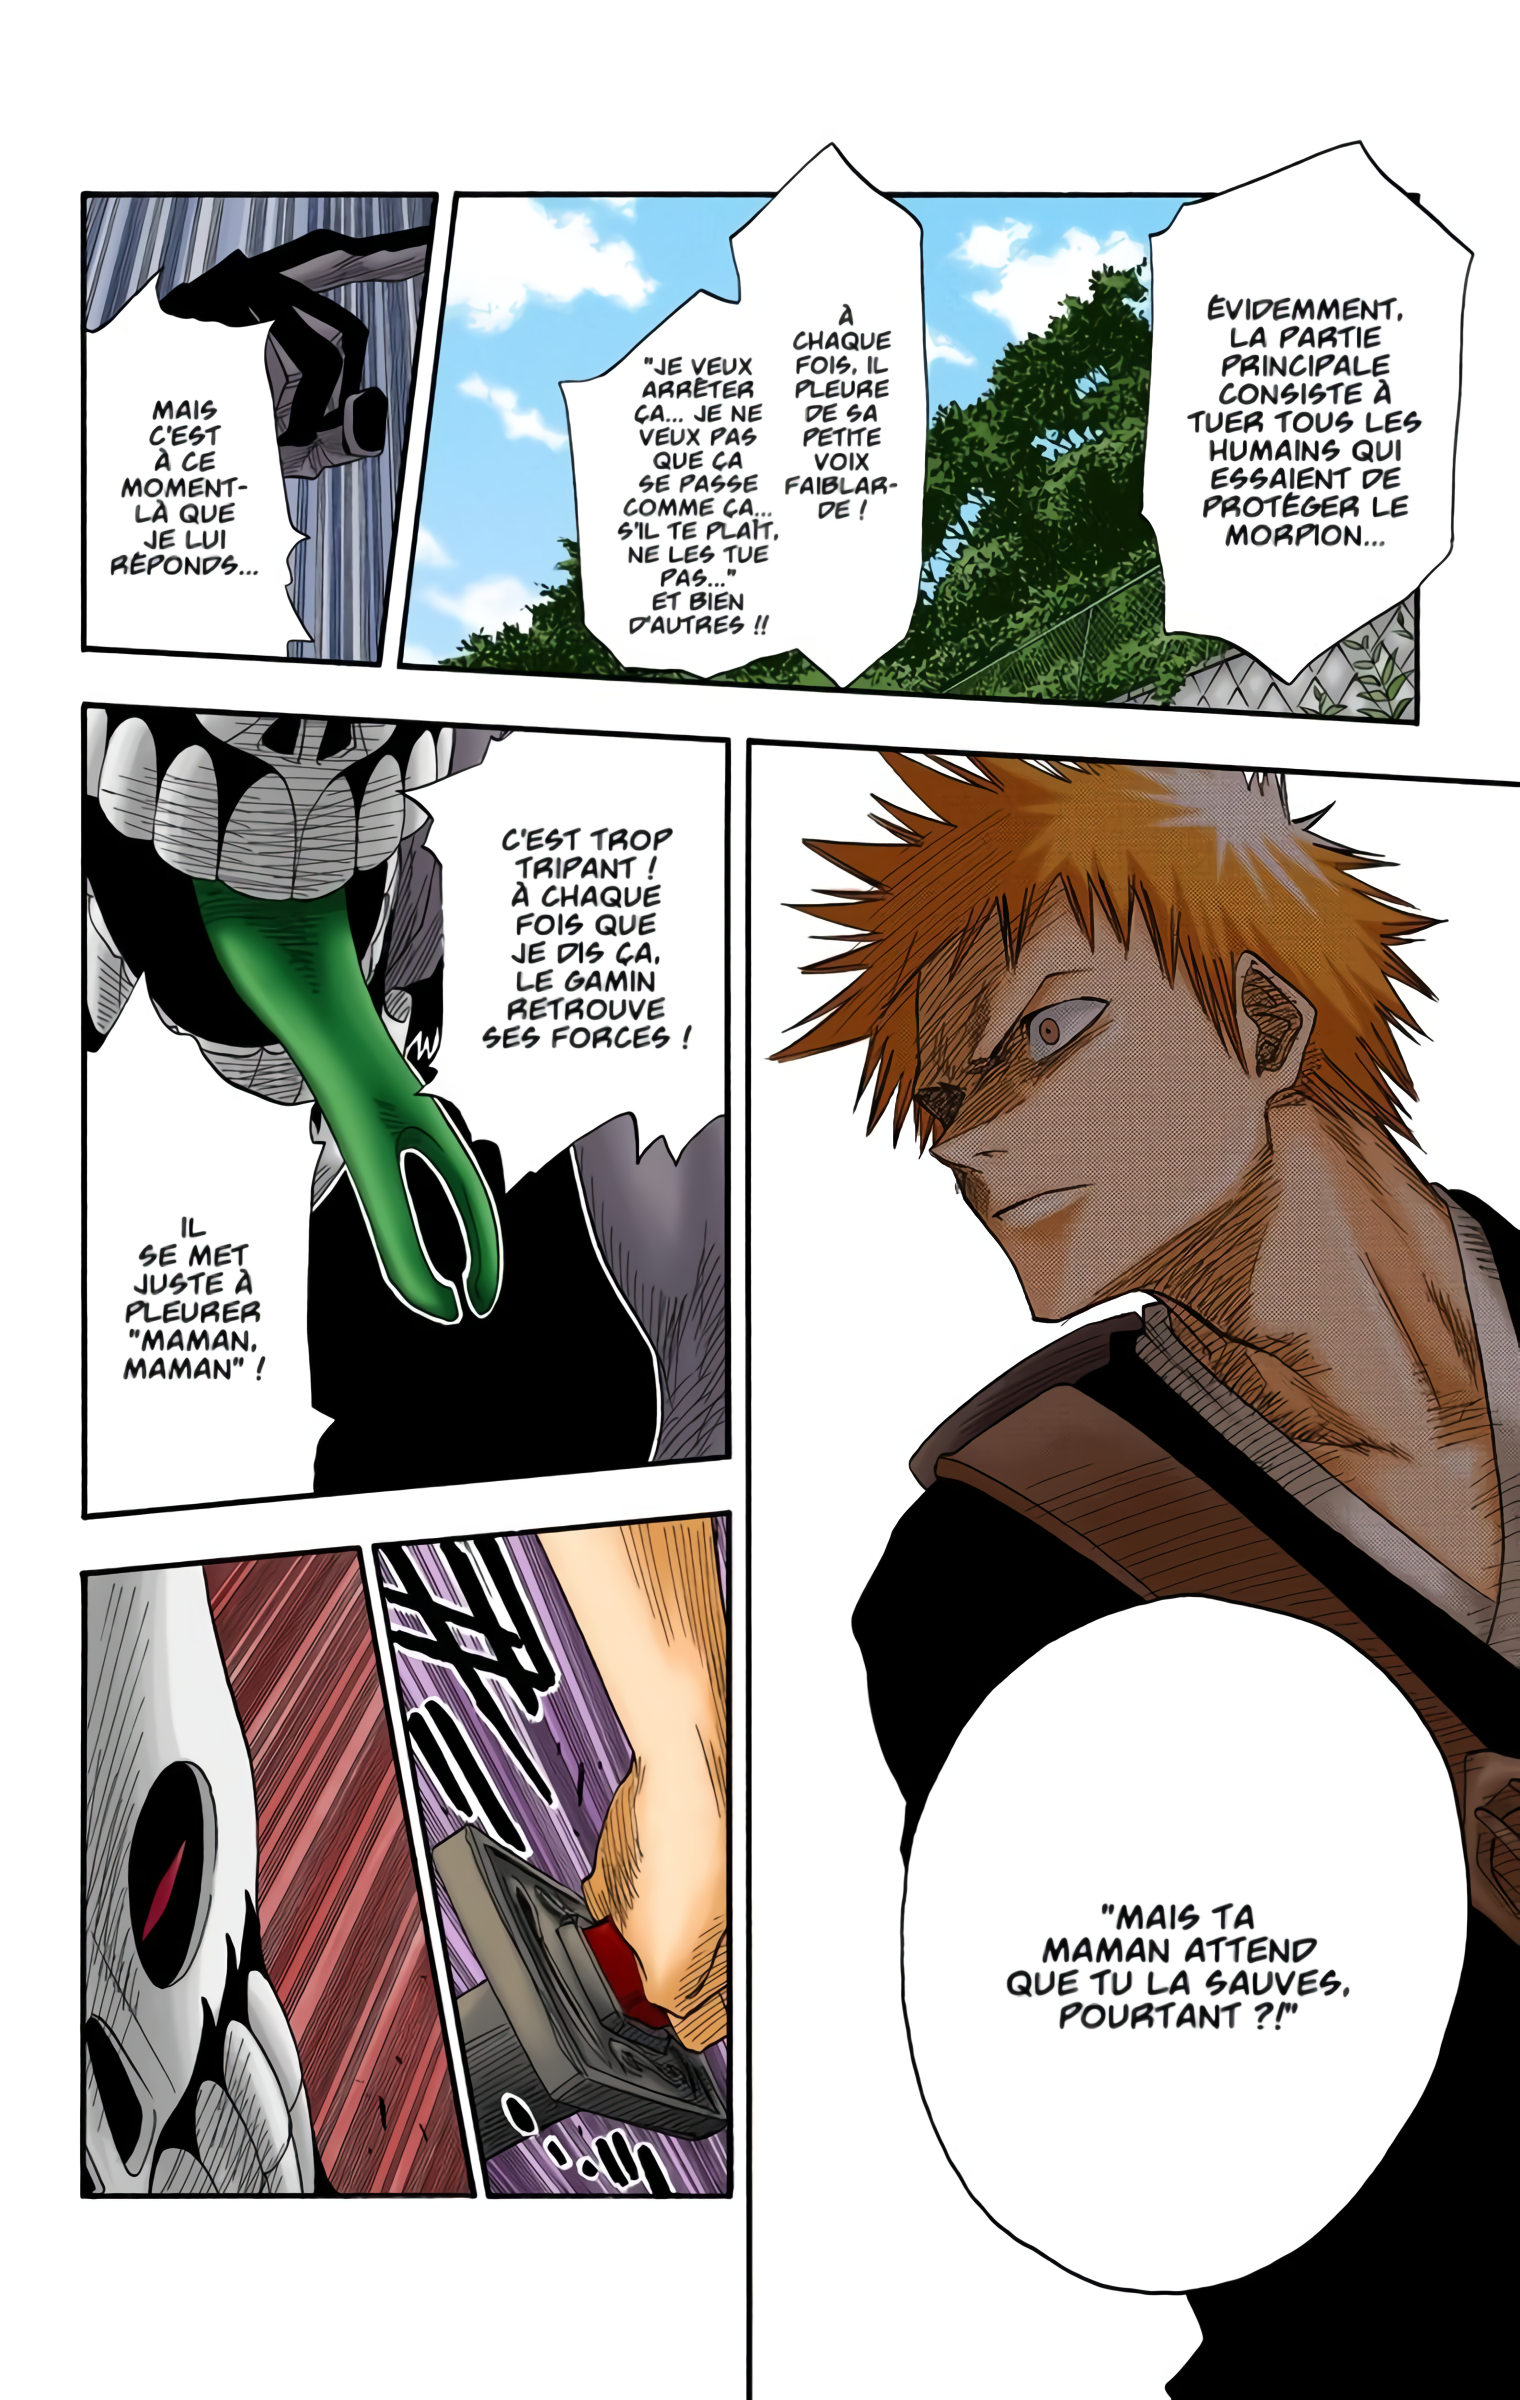 ÉVIDEMMENT,
LA PARTIE
PRINCIPALE
CONSISTE À
TUER TOUS LES
HUMAINS QUI
ESSAIENT DE
PROTÉGER LE
MORPION...
À
CHAQUE
FOIS, IL
PLEURE
DE SA
PETITE
VOIX
FAIBLAR-
DE !
"JE VEUX
ARRÊTER
ÇA... JE NE
VEUX PAS
QUE ÇA
SE PASSE
COMME ÇA...
S'IL TE PLAÎT,
NE LES TUE
PAS..."
ET BIEN
D'AUTRES !!
MAIS
C'EST
À CE
MOMENT-
LÀ QUE
JE LUI
RÉPONDS...
"MAIS TA
MAMAN ATTEND
QUE TU LA SAUVES,
POURTANT ?!"
C'EST TROP
TRIPANT !
À CHAQUE
FOIS QUE
JE DIS ÇA,
LE GAMIN
RETROUVE
SES FORCES !
IL
SE MET
JUSTE À
PLEURER
"MAMAN,
MAMAN" !